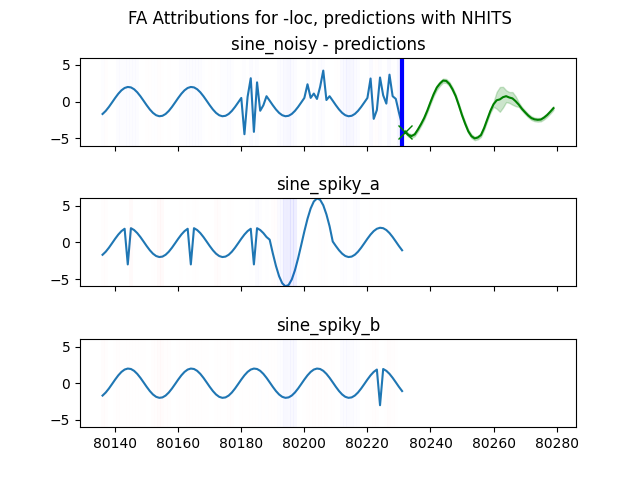 FA Attributions for -loc, predictions with NHITS
sine_noisy - predictions
5
0
−5
sine_spiky_a
5
0
−5
sine_spiky_b
5
0
−5
80140 80160 80180 80200 80220 80240 80260 80280